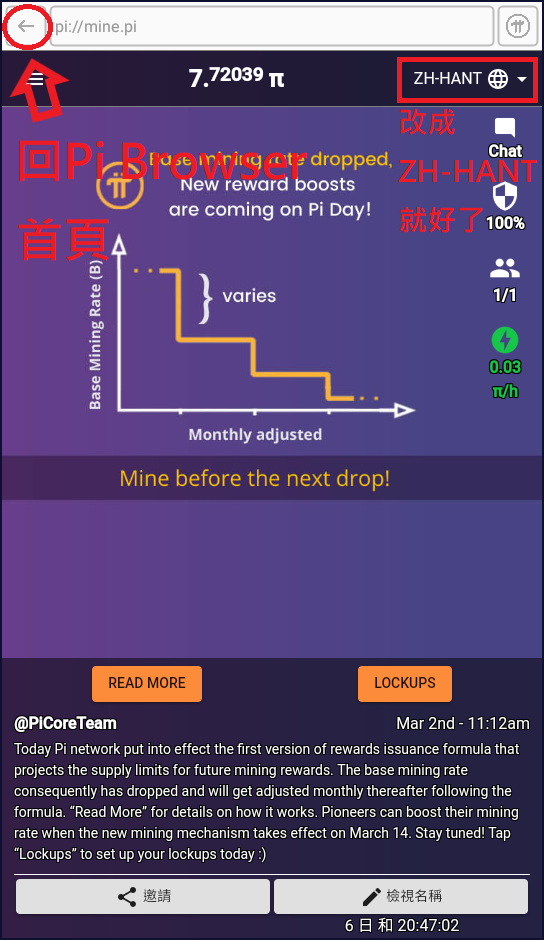 pi://mine.pi
7.72039 π
ZH-HANT
改成
ZH-HANT
就好了
回Pi Browser
首頁
Base mining rate dropped,
New reward boosts
are coming on Pi Day!
Chat
100%
1/1
0.03
π/h
Base Mining Rate (B)
varies
Monthly adjusted
Mine before the next drop!
READ MORE
LOCKUPS
@PiCoreTeam
Mar 2nd - 11:12am
Today Pi network put into effect the first version of rewards issuance formula that
projects the supply limits for future mining rewards. The base mining rate
consequently has dropped and will get adjusted monthly thereafter following the
formula. “Read More” for details on how it works. Pioneers can boost their mining
rate when the new mining mechanism takes effect on March 14. Stay tuned! Tap
“Lockups” to set up your lockups today :)
邀請
檢視名稱
6 日 和 20:47:02